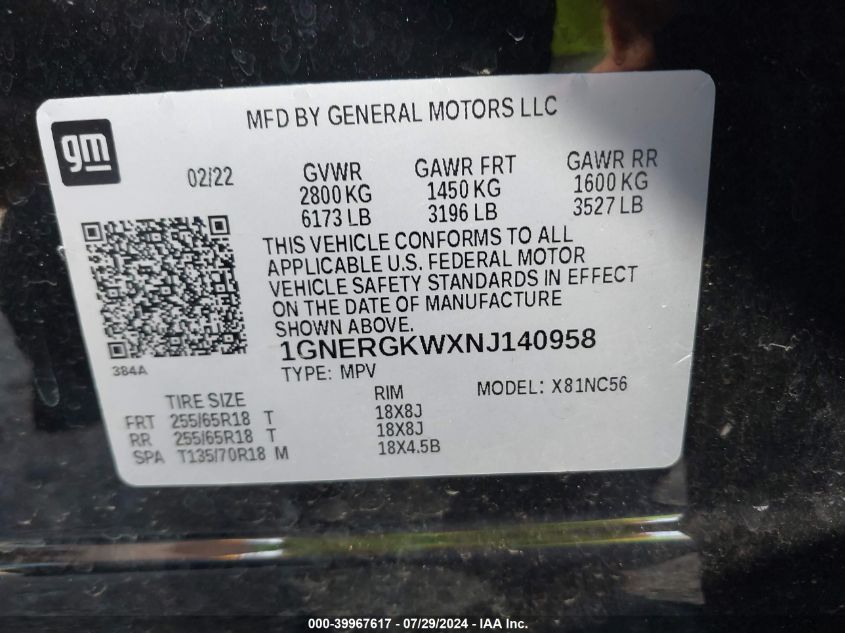 MFD BY GENERAL MOTORS LLC
gm
02/22
GVWR GAWR FRT GAWR RR
2800 KG 1450 KG 1600 KG
6173 LB 3196 LB 3527 LB
THIS VEHICLE CONFORMS TO ALL
APPLICABLE U.S. FEDERAL MOTOR
VEHICLE SAFETY STANDARDS IN EFFECT
ON THE DATE OF MANUFACTURE
SHOWN ABOVE.
1GNERGKWXNJ140958
384A
TYPE: MPV
MODEL: X81NC56
TIRE SIZE RIM
FRT 255/65R18 T 18X8J
RR 255/65R18 T 18X8J
SPA T135/70R18 M 18X4.5B
000-39967617 - 07/29/2024 - IAA Inc.